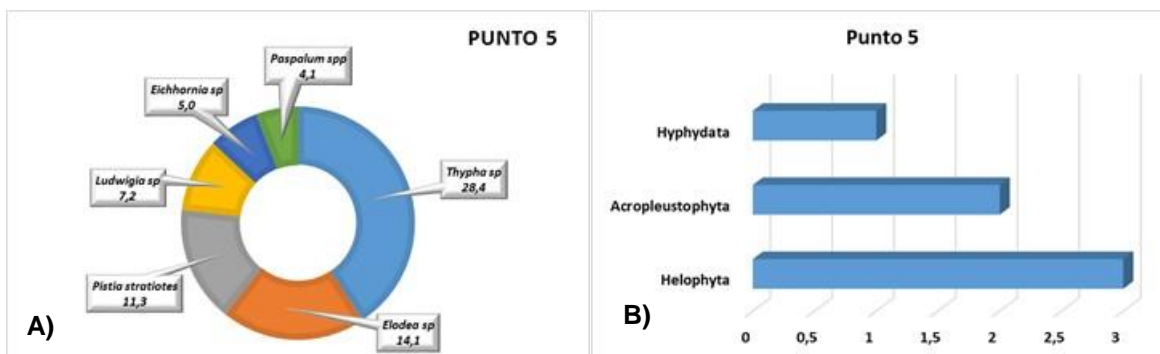 PUNTO 5
Paspalum spp
4,1
Eichhornia sp
5,0
Thypha sp
28,4
Ludwigia sp
7,2
Pistia stratiotes
11,3
Elodea sp
14,1
A)
Punto 5
Hyphydata
Acropleustophyta
Helophyta
0 0,5 1 1,5 2 2,5 3
B)